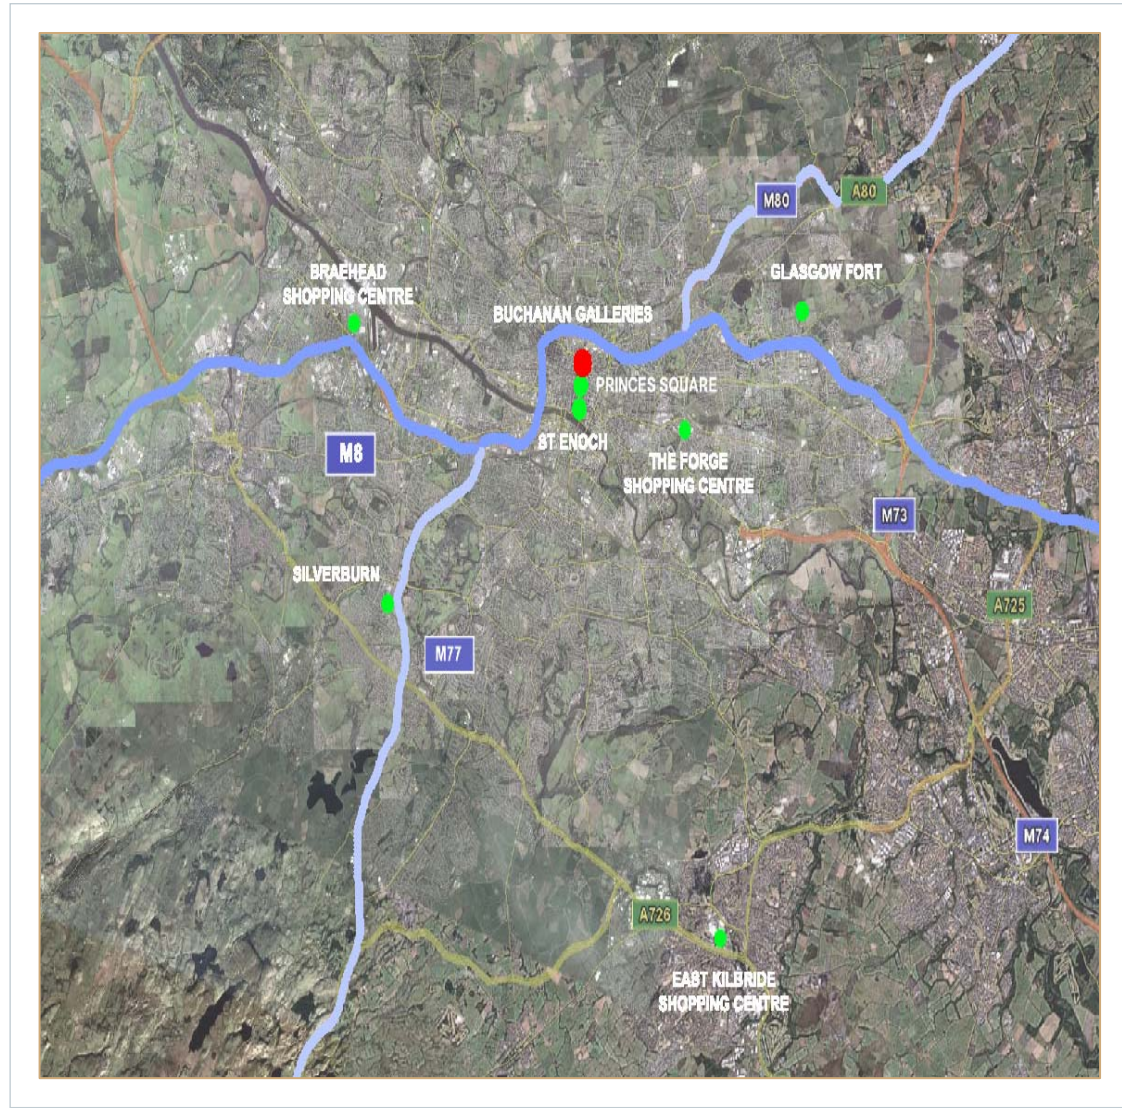 M80
A80
BRAEHEAD
SHOPPING CENTRE
GLASGOW FORT
BUCHANAN GALLERIES
PRINCES SQUARE
ST ENOCH
M8
THE FORGE
SHOPPING CENTRE
M73
SILVERBURN
A725
M77
M74
A726
EAST KILBRIDE
SHOPPING CENTRE